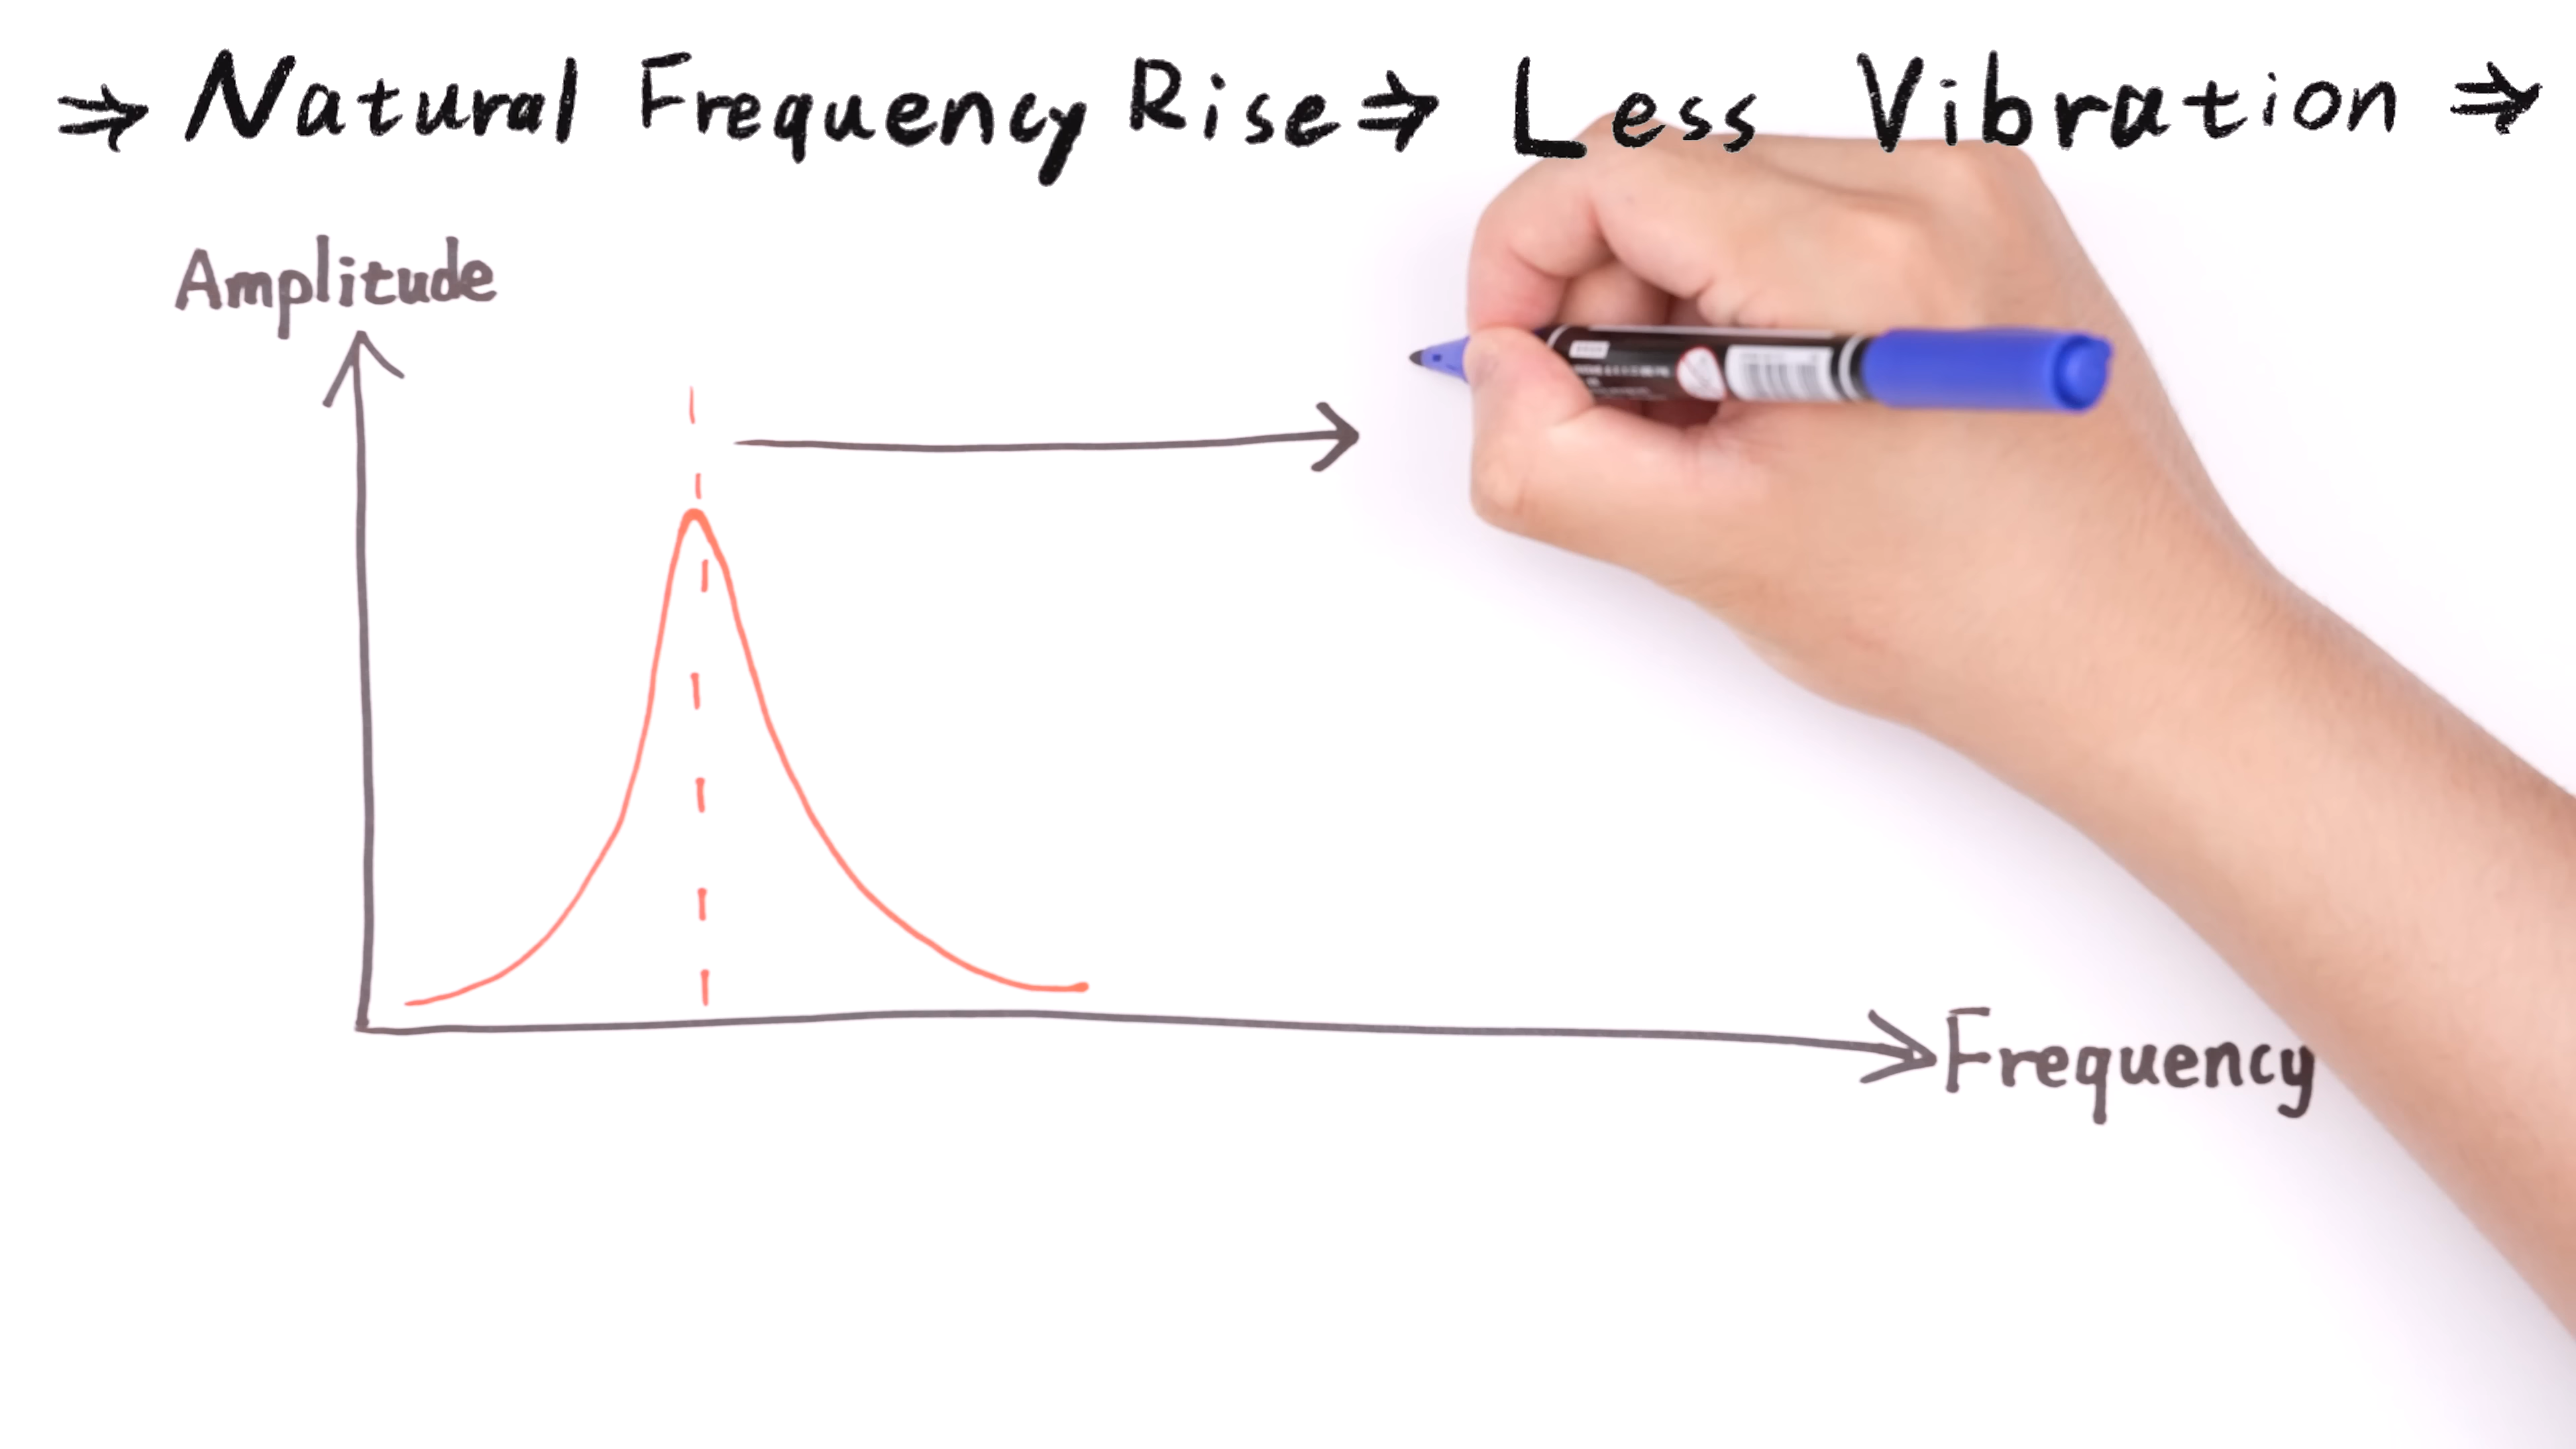 ⇒ Natural Frequency Rise ⇒ Less Vibration ⇒
Amplitude
Frequency